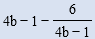 4b − 1 − 6/(4b − 1)